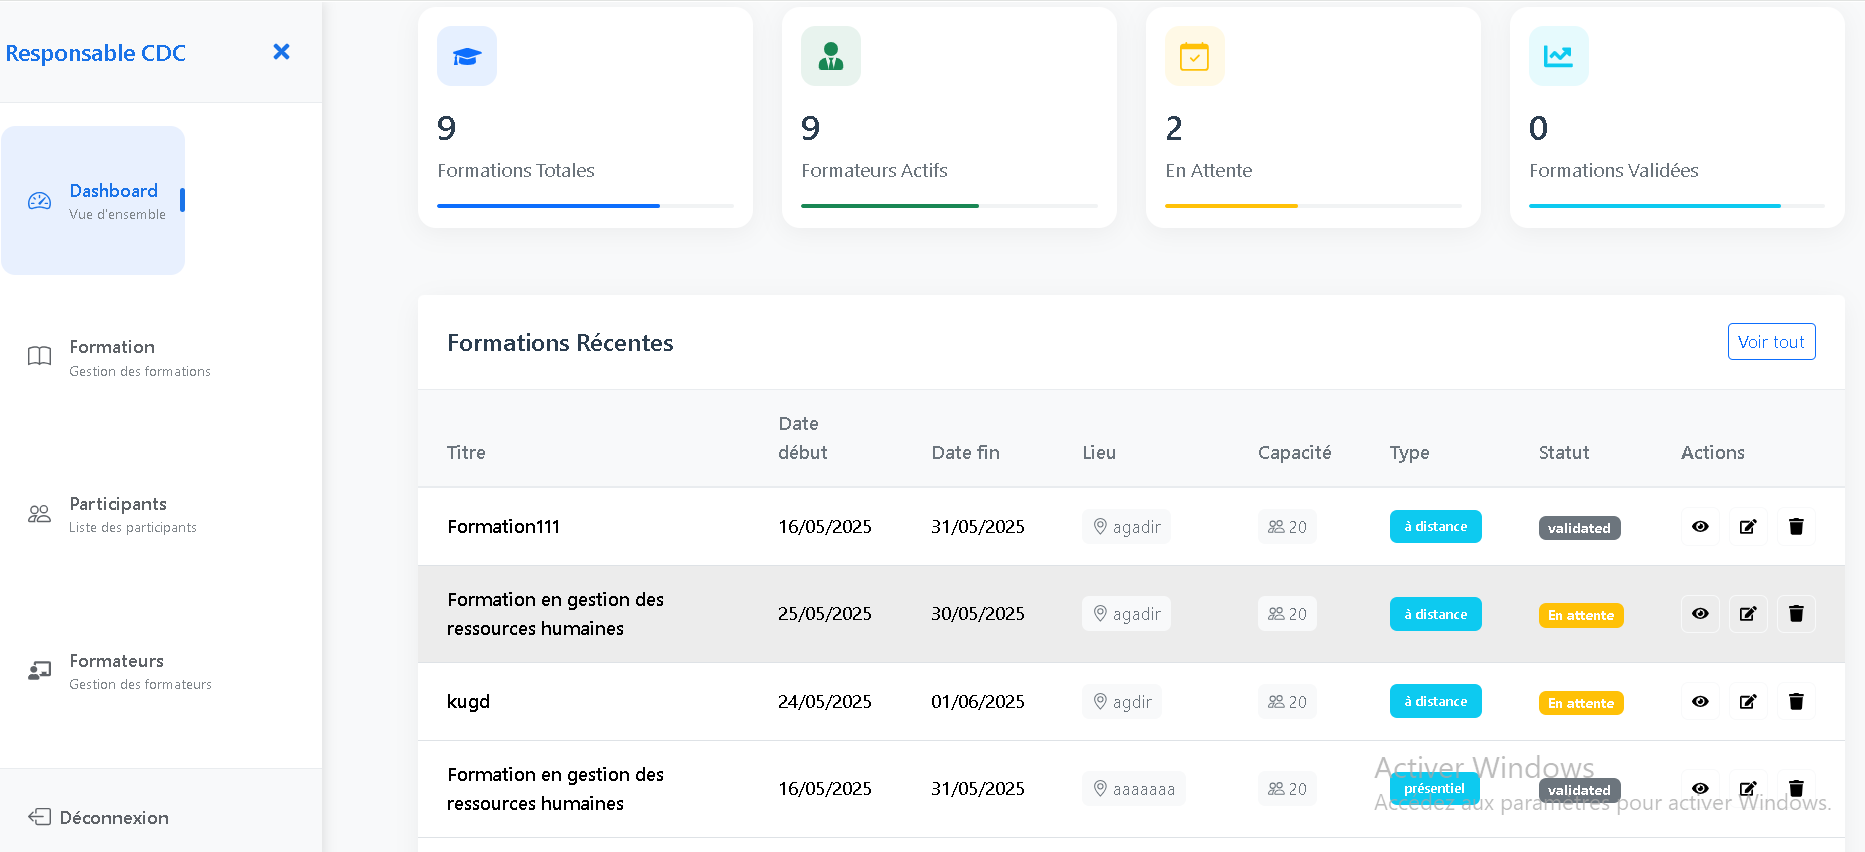 Responsable CDC
Dashboard
Vue d'ensemble
Formation
Gestion des formations
Participants
Liste des participants
Formateurs
Gestion des formateurs
Déconnexion
9
Formations Totales
9
Formateurs Actifs
2
En Attente
0
Formations Validées
Formations Récentes
Voir tout
Titre
Date
début
Date fin
Lieu
Capacité
Type
Statut
Actions
Formation111
16/05/2025
31/05/2025
agadir
20
à distance
validated
Formation en gestion des
ressources humaines
25/05/2025
30/05/2025
agadir
20
à distance
En attente
kugd
24/05/2025
01/06/2025
agdir
20
à distance
En attente
Formation en gestion des
ressources humaines
16/05/2025
31/05/2025
aaaaaaa
20
présentiel
validated
Activer Windows
Accédez aux paramètres pour activer Windows.